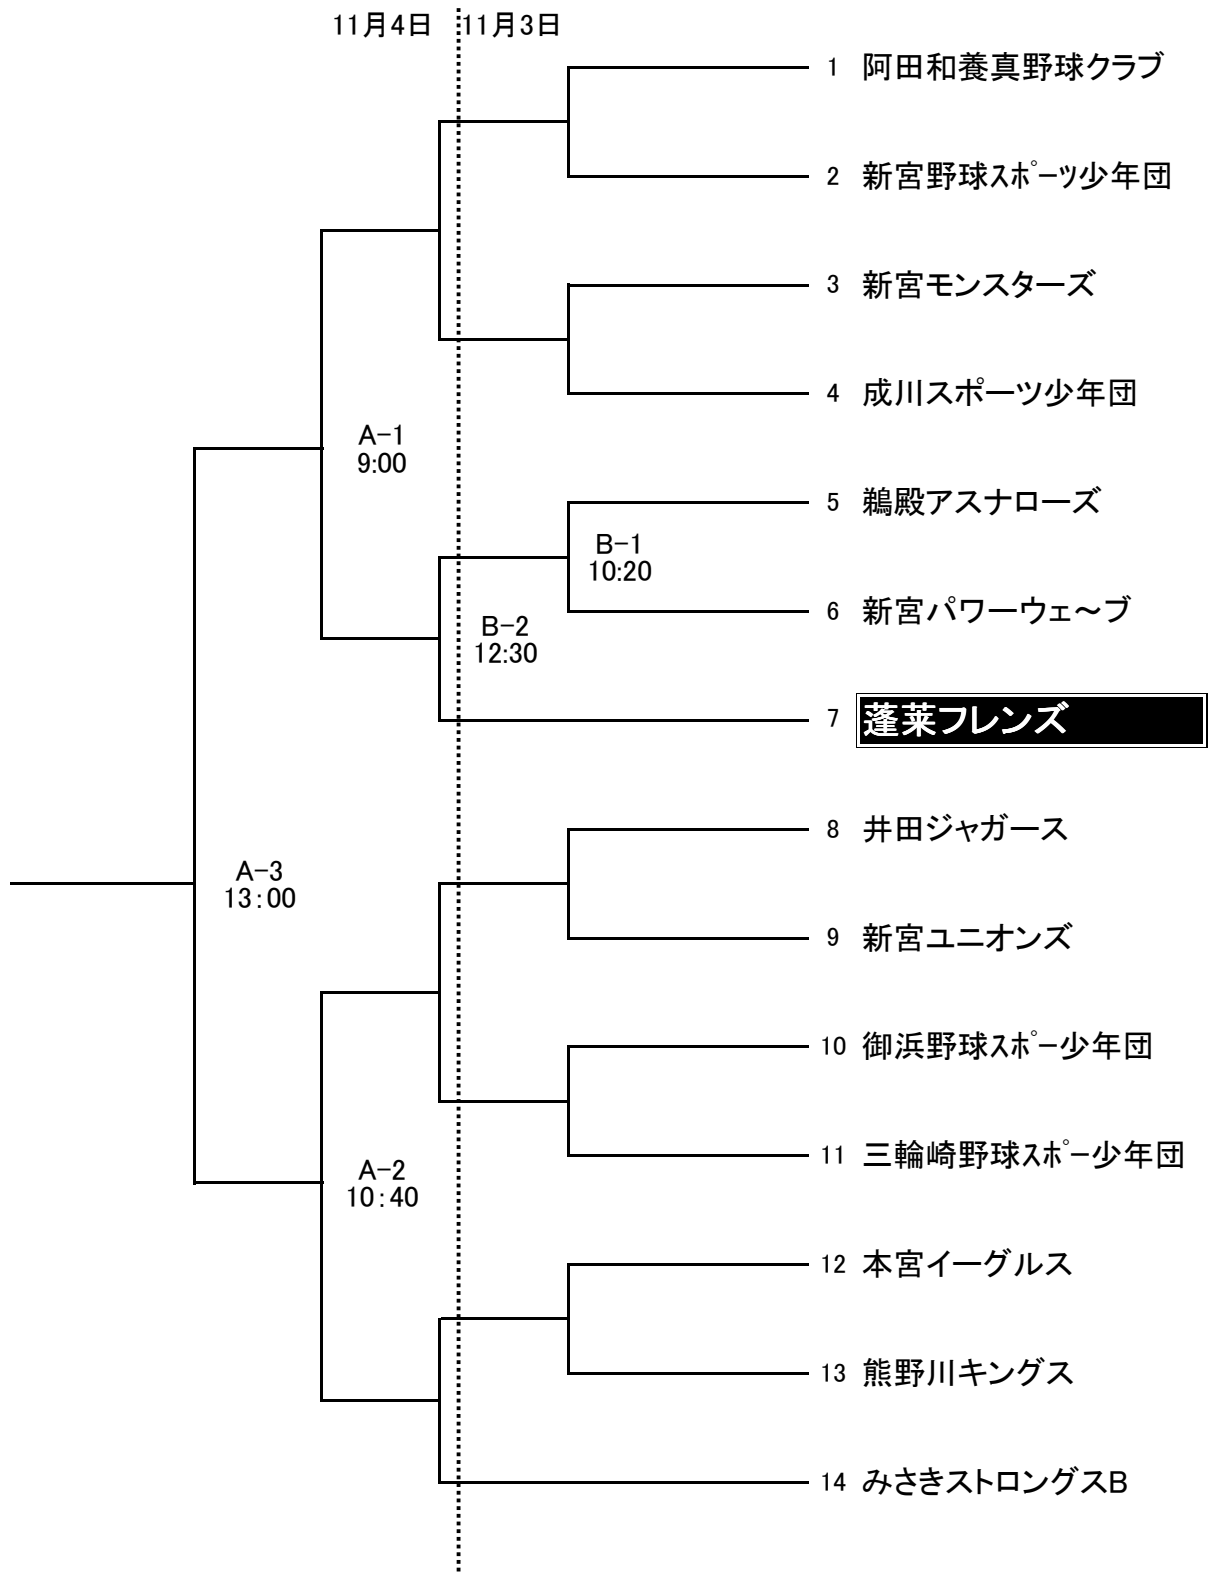 11月4日 11月3日
1 阿田和養真野球クラブ
2 新宮野球ｽﾎﾟｰﾂ少年団
3 新宮モンスターズ
4 成川スポーツ少年団
A-1
9:00
5 鵜殿アスナローズ
B-1
10:20
6 新宮パワーウェ～ブ
B-2
12:30
7 蓬莱フレンズ
8 井田ジャガース
A-3
13:00
9 新宮ユニオンズ
10 御浜野球ｽﾎﾟｰ少年団
11 三輪崎野球ｽﾎﾟｰ少年団
A-2
10:40
12 本宮イーグルス
13 熊野川キングス
14 みさきストロングスB